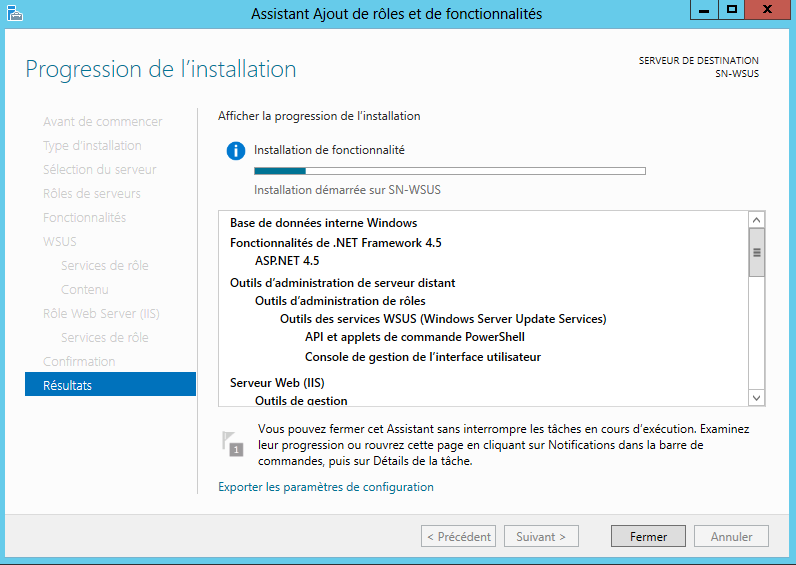 Assistant Ajout de rôles et de fonctionnalités
Progression de l'installation
SERVEUR DE DESTINATION
SN-WSUS
Avant de commencer
Type d'installation
Sélection du serveur
Rôles de serveurs
Fonctionnalités
WSUS
Services de rôle
Contenu
Rôle Web Server (IIS)
Services de rôle
Confirmation
Résultats
Afficher la progression de l'installation
Installation de fonctionnalité
Installation démarrée sur SN-WSUS
Base de données interne Windows
Fonctionnalités de .NET Framework 4.5
ASP.NET 4.5
Outils d'administration de serveur distant
Outils d'administration de rôles
Outils des services WSUS (Windows Server Update Services)
API et applets de commande PowerShell
Console de gestion de l'interface utilisateur
Serveur Web (IIS)
Outils de gestion
1
Vous pouvez fermer cet Assistant sans interrompre les tâches en cours d'exécution. Examinez
leur progression ou rouvrez cette page en cliquant sur Notifications dans la barre de
commandes, puis sur Détails de la tâche.
Exporter les paramètres de configuration
< Précédent
Suivant >
Fermer
Annuler